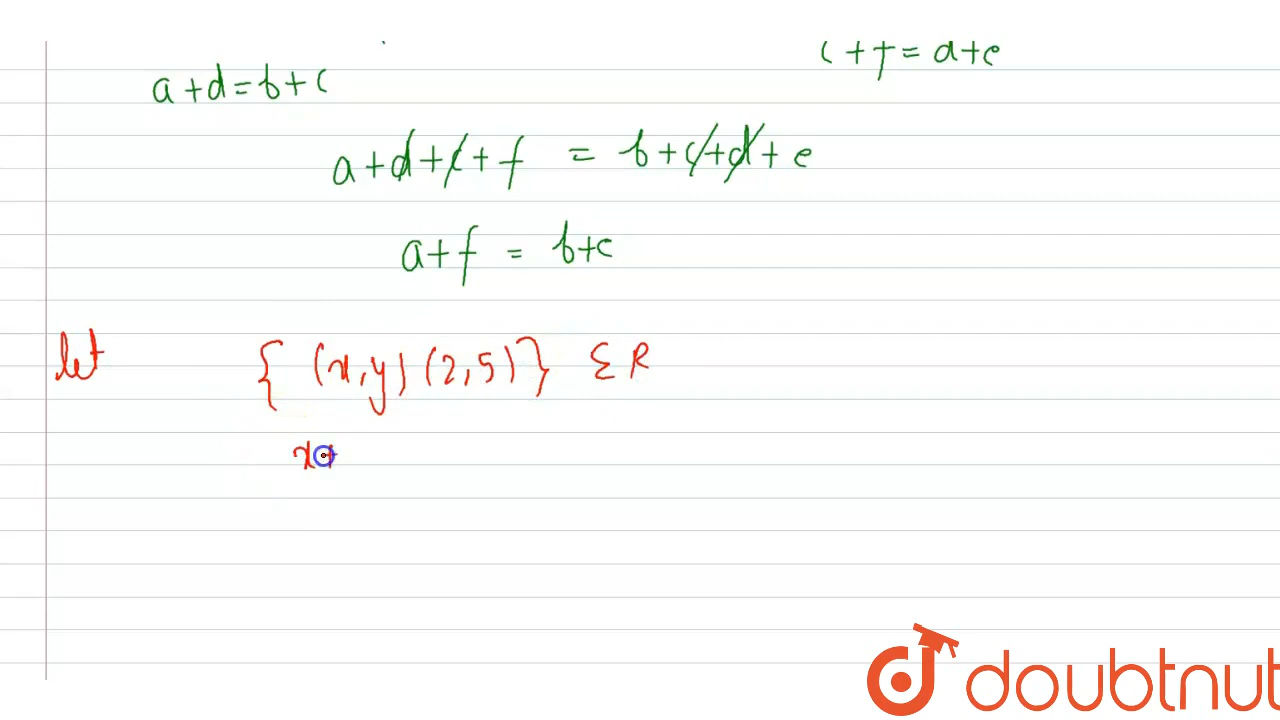 c + f = d+e
a+d=b+c
a+d+c+f = b+c+d+e
a+f = b+e
let { (x,y) (2,5) } Σ R
x+
doubtnut